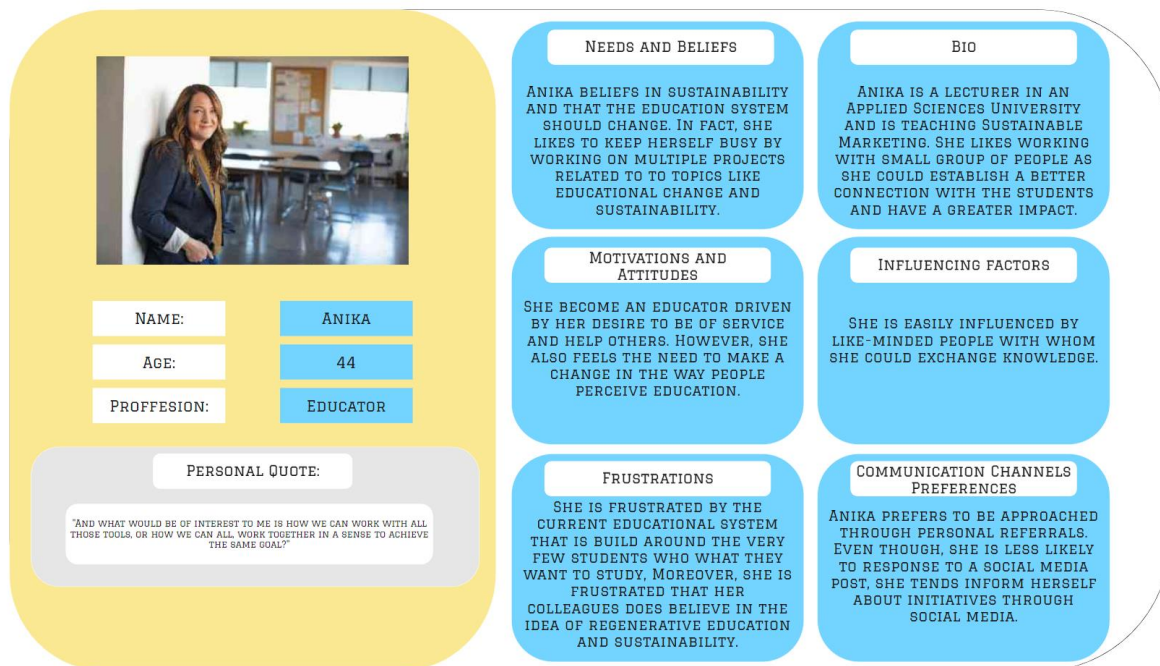 Name:
Anika
Age:
44
Proffesion:
Educator
Personal Quote:
"And what would be of interest to me is how we can work with all
those tools, or how we can all, work together in a sense to achieve
the same goal?"
Needs and Beliefs
Anika beliefs in sustainability
and that the education system
should change. In fact, she
likes to keep herself busy by
working on multiple projects
related to to topics like
educational change and
sustainability.
Bio
Anika is a lecturer in an
Applied Sciences University
and is teaching Sustainable
Marketing. She likes working
with small group of people as
she could establish a better
connection with the students
and have a greater impact.
Motivations and
Attitudes
She become an educator driven
by her desire to be of service
and help others. However, she
also feels the need to make a
change in the way people
perceive education.
Influencing factors
She is easily influenced by
like-minded people with whom
she could exchange knowledge.
Frustrations
She is frustrated by the
current educational system
that is build around the very
few students who what they
want to study, Moreover, she is
frustrated that her
colleagues does believe in the
idea of regenerative education
and sustainability.
Communication Channels
Preferences
Anika prefers to be approached
through personal referrals.
Even though, she is less likely
to response to a social media
post, she tends inform herself
about initiatives through
social media.